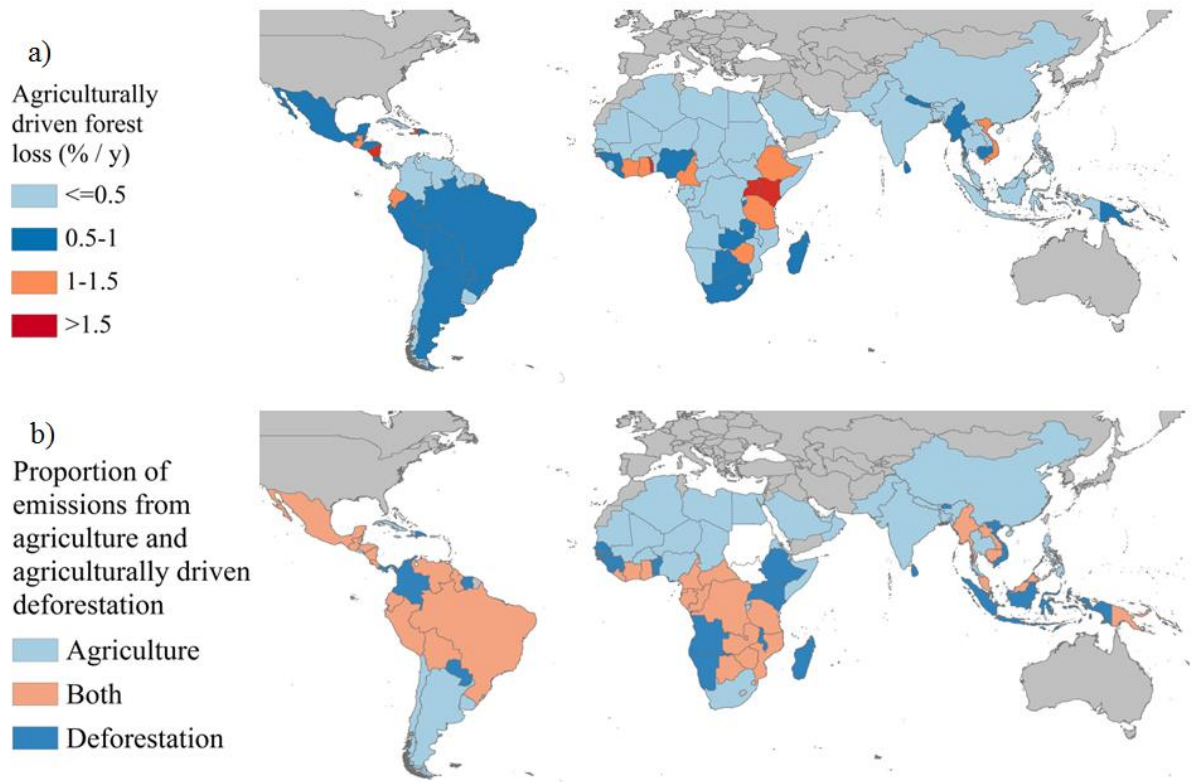 a)
Agriculturally
driven forest
loss (% / y)
<=0.5
0.5-1
1-1.5
>1.5
b)
Proportion of
emissions from
agriculture and
agriculturally driven
deforestation
Agriculture
Both
Deforestation